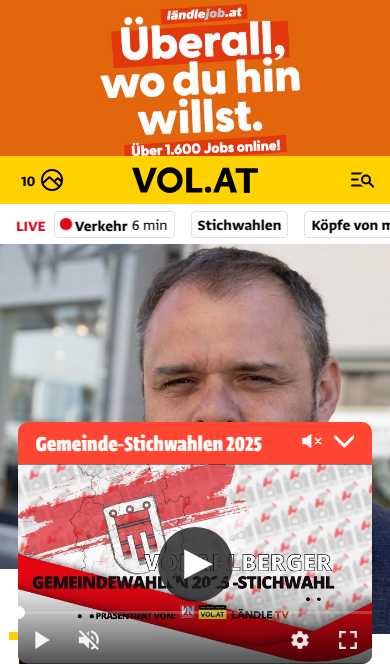 ländlejob.at
Überall,
wo du hin
willst.
Über 1.600 Jobs online!
10
VOL.AT
LIVE
Verkehr 6 min
Stichwahlen
Köpfe von m
Gemeinde-Stichwahlen 2025
VORARLBERGER
GEMEINDEWAHLEN 2025 -STICHWAHL
PRÄSENTIERT VON: VN VOL.AT LÄNDLE TV